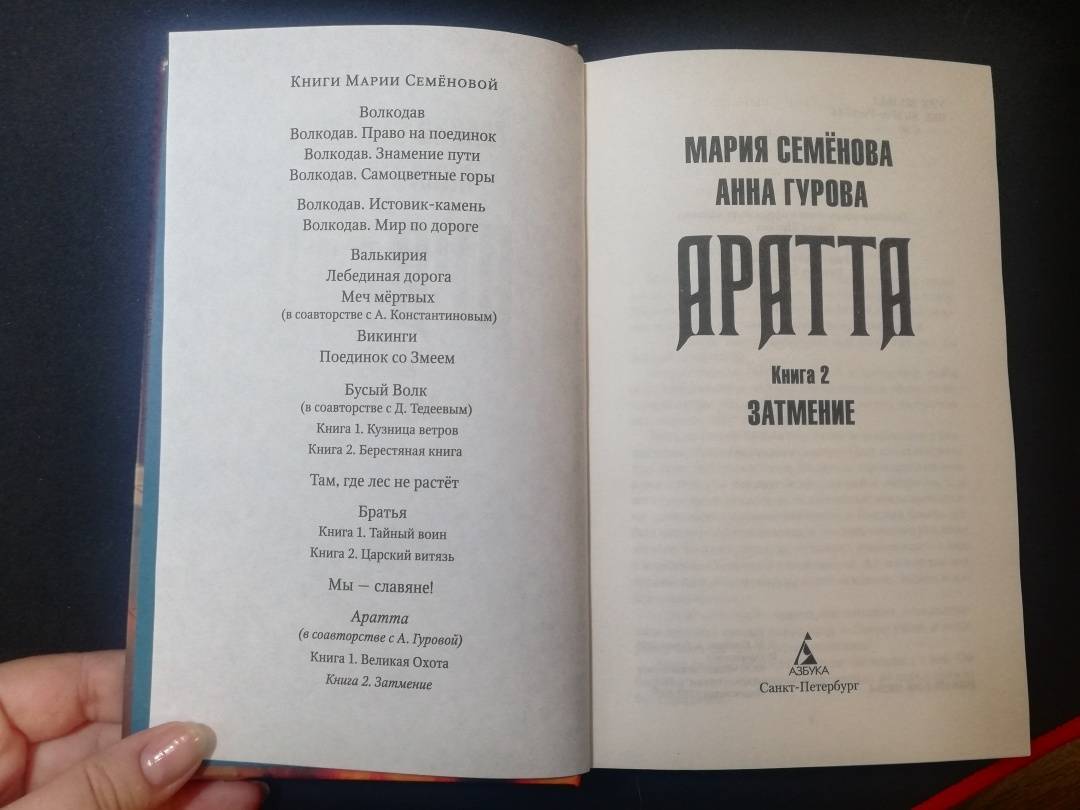 КНИГИ МАРИИ СЕМЁНОВОЙ
Волкодав
Волкодав. Право на поединок
Волкодав. Знамение пути
Волкодав. Самоцветные горы
Волкодав. Истовик-камень
Волкодав. Мир по дороге
Валькирия
Лебединая дорога
Меч мёртвых
(в соавторстве с А. Константиновым)
Викинги
Поединок со Змеем
Бусый Волк
(в соавторстве с Д. Тедеевым)
Книга 1. Кузница ветров
Книга 2. Берестяная книга
Там, где лес не растёт
Братья
Книга 1. Тайный воин
Книга 2. Царский витязь
Мы — славяне!
Аратта
(в соавторстве с А. Гуровой)
Книга 1. Великая Охота
Книга 2. Затмение
МАРИЯ СЕМЁНОВА
АННА ГУРОВА
АРАТТА
Книга 2
ЗАТМЕНИЕ
АЗБУКА
Санкт-Петербург